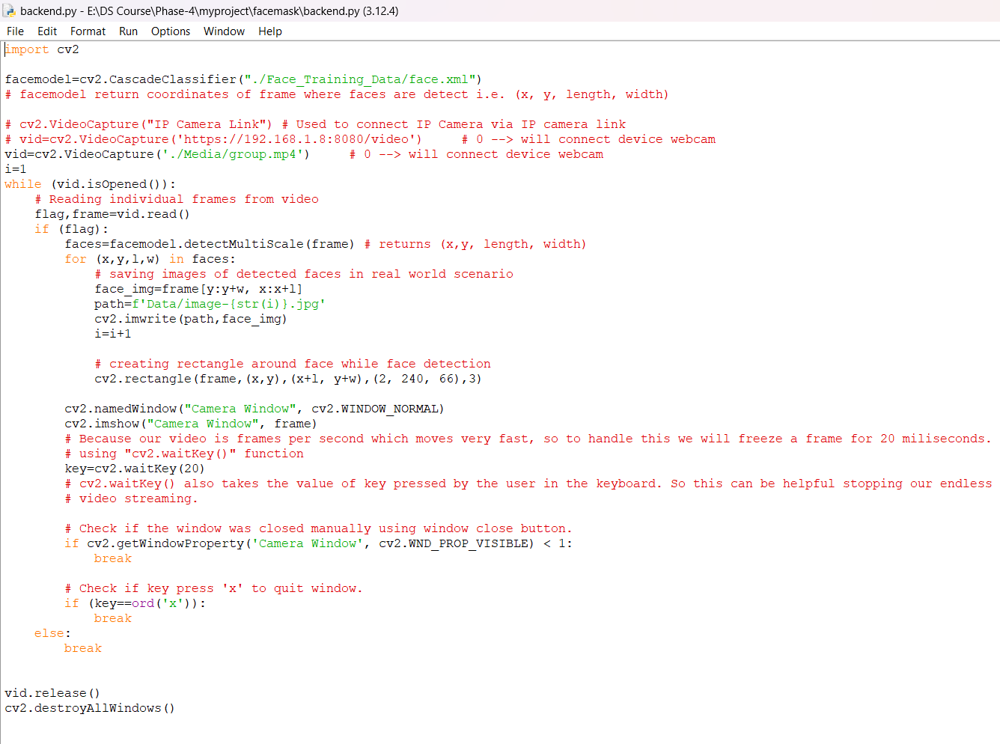 backend.py - E:\DS Course\Phase-4\myproject\facemask\backend.py (3.12.4)
File Edit Format Run Options Window Help
import cv2

facemodel=cv2.CascadeClassifier("./Face_Training_Data/face.xml")
# facemodel return coordinates of frame where faces are detect i.e. (x, y, length, width)

# cv2.VideoCapture("IP Camera Link") # Used to connect IP Camera via IP camera link
# vid=cv2.VideoCapture('https://192.168.1.8:8080/video')     # 0 --> will connect device webcam
vid=cv2.VideoCapture('./Media/group.mp4')     # 0 --> will connect device webcam
i=1
while (vid.isOpened()):
    # Reading individual frames from video
    flag,frame=vid.read()
    if (flag):
        faces=facemodel.detectMultiScale(frame) # returns (x,y, length, width)
        for (x,y,l,w) in faces:
            # saving images of detected faces in real world scenario
            face_img=frame[y:y+w, x:x+l]
            path=f'Data/image-{str(i)}.jpg'
            cv2.imwrite(path,face_img)
            i=i+1

            # creating rectangle around face while face detection
            cv2.rectangle(frame,(x,y),(x+l, y+w),(2, 240, 66),3)

        cv2.namedWindow("Camera Window", cv2.WINDOW_NORMAL)
        cv2.imshow("Camera Window", frame)
        # Because our video is frames per second which moves very fast, so to handle this we will freeze a frame for 20 miliseconds.
        # using "cv2.waitKey()" function
        key=cv2.waitKey(20)
        # cv2.waitKey() also takes the value of key pressed by the user in the keyboard. So this can be helpful stopping our endless
        # video streaming.

        # Check if the window was closed manually using window close button.
        if cv2.getWindowProperty('Camera Window', cv2.WND_PROP_VISIBLE) < 1:
            break

        # Check if key press 'x' to quit window.
        if (key==ord('x')):
            break
    else:
        break


vid.release()
cv2.destroyAllWindows()